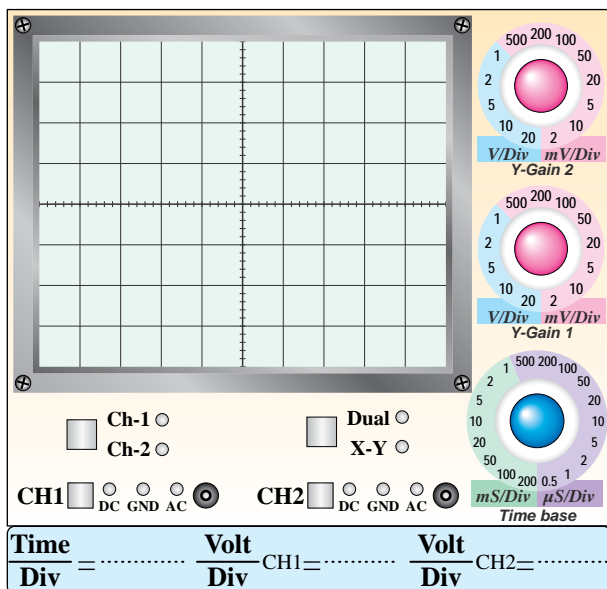 500 200 100
1 50
2 20
5 5
10 10
20 2
V/Div mV/Div
Y-Gain 2
500 200 100
1 50
2 20
5 5
10 10
20 2
V/Div mV/Div
Y-Gain 1
1 500 200 100
2 50
5 20
10 10
20 5
50 2
100 200 0.5 1
mS/Div µS/Div
Time base
Ch-1
Ch-2
Dual
X-Y
CH1 DC GND AC
CH2 DC GND AC
Time/Div = ............ Volt/Div CH1=............ Volt/Div CH2=............